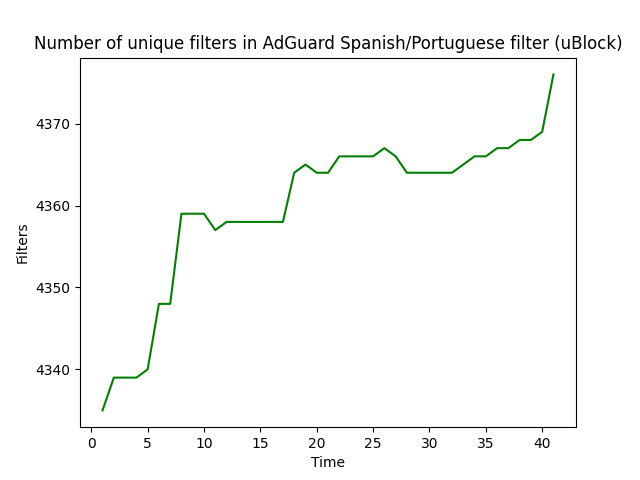 Number of unique filters in AdGuard Spanish/Portuguese filter (uBlock)
4370
4360
4350
4340
Filters
0 5 10 15 20 25 30 35 40
Time